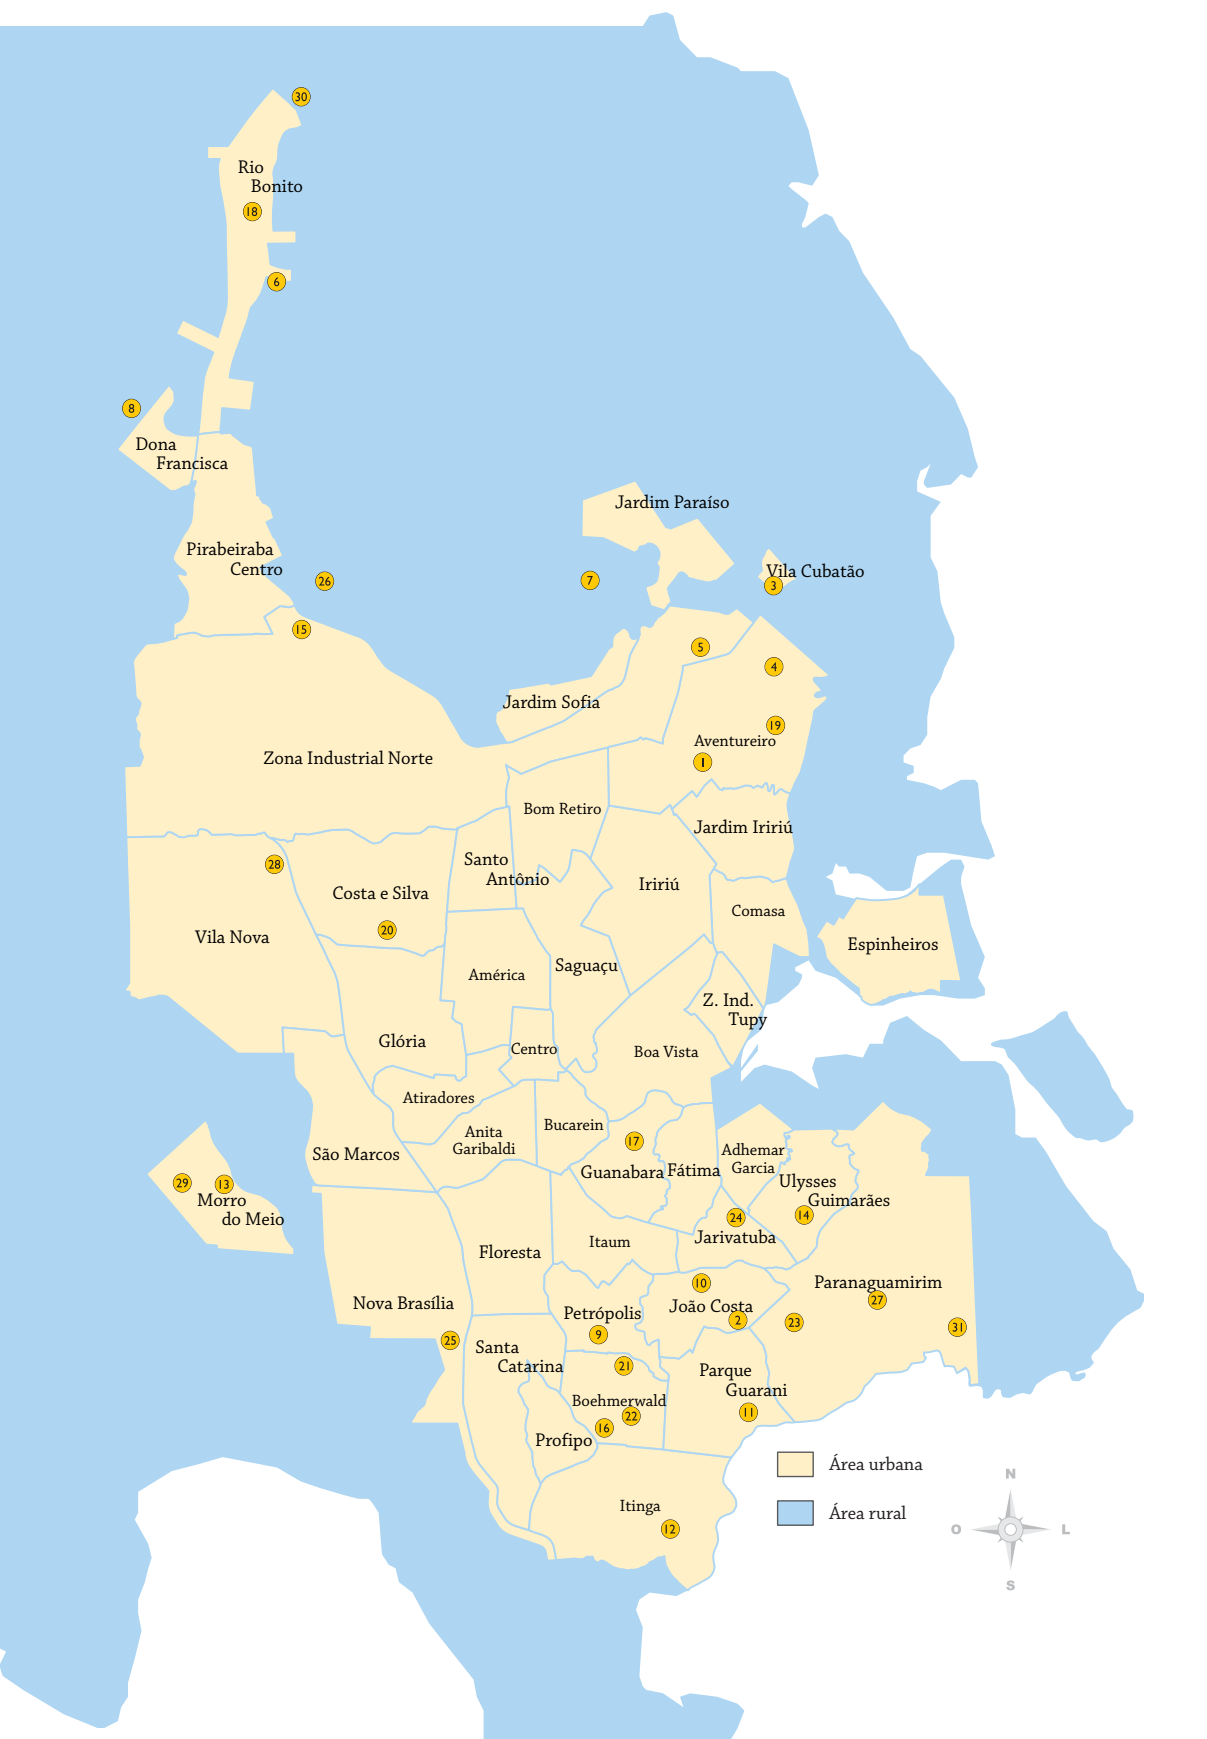 30
Rio
Bonito
18
6
8
Dona
Francisca
Jardim Paraíso
Pirabeiraba
Centro
26
7
Vila Cubatão
3
15
5
4
Jardim Sofia
19
Aventureiro
1
Zona Industrial Norte
Bom Retiro
Jardim Iririú
28
Santo
Antônio
Costa e Silva
Iririú
20
Comasa
Vila Nova
Espinheiros
Saguaçu
América
Z. Ind.
Tupy
Glória
Centro
Boa Vista
Atiradores
Bucarein
Anita
Garibaldi
17
Adhemar
Garcia
São Marcos
Guanabara
Fátima
Ulysses
Guimarães
29
13
Morro
do Meio
24
14
Jarivatuba
Itaum
Floresta
10
Paranaguamirim
27
Nova Brasília
João Costa
2
Petrópolis
9
23
31
25
Santa
Catarina
21
Parque
Guarani
Boehmerwald
22
16
11
Profipo
Itinga
12
Área urbana
Área rural
N
O
L
S